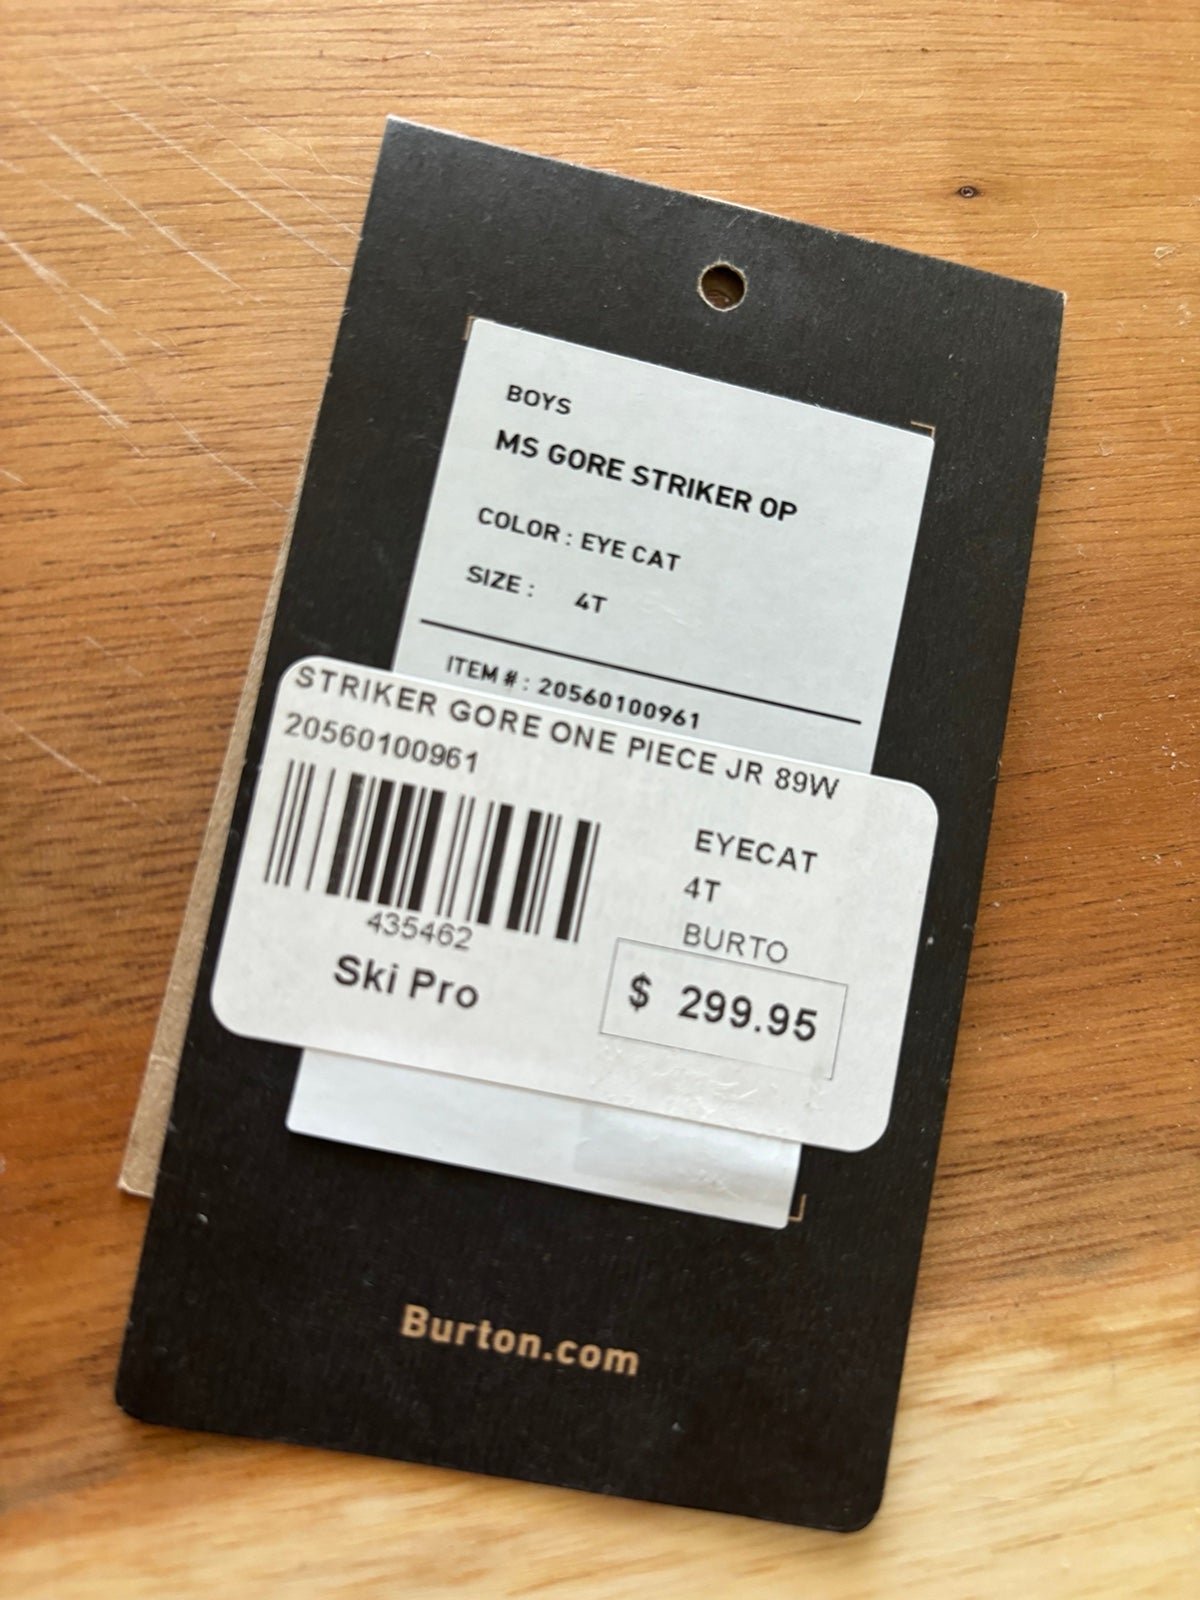 BOYS
MS GORE STRIKER OP
COLOR : EYE CAT
SIZE : 4T
ITEM # : 20560100961
STRIKER GORE ONE PIECE JR 89W
20560100961
EYECAT
4T
BURTO
435462
Ski Pro
$ 299.95
Burton.com